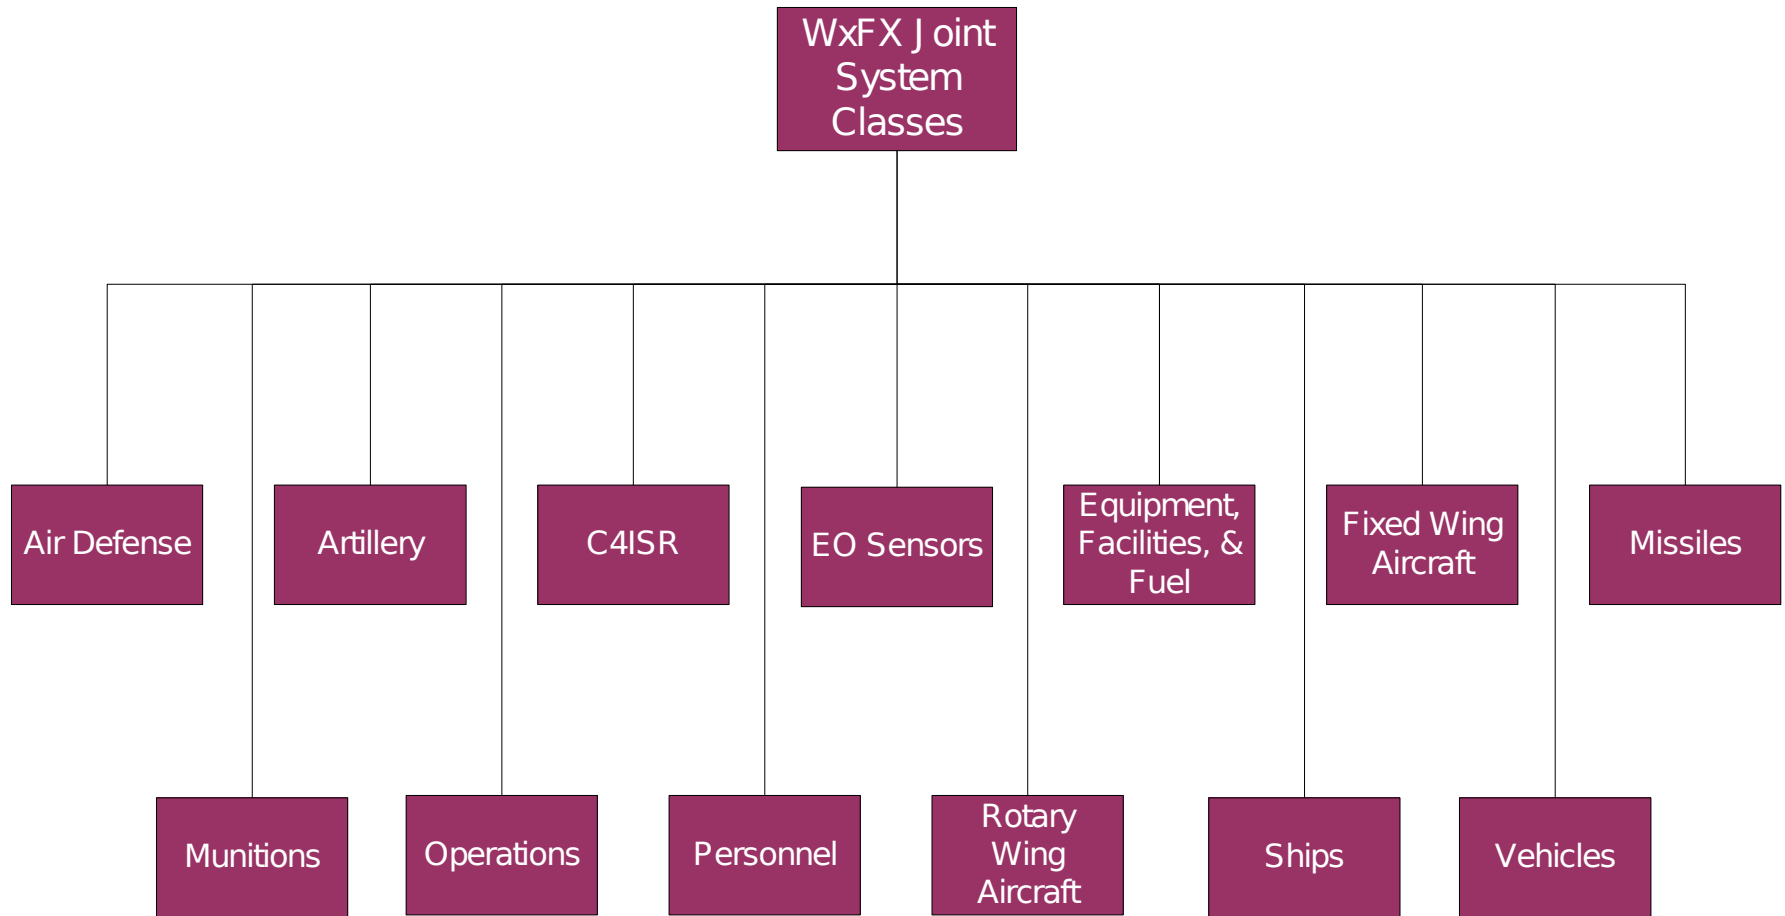 WxFX Joint
System
Classes
Air Defense
Artillery
C4ISR
EO Sensors
Equipment,
Facilities, &
Fuel
Fixed Wing
Aircraft
Missiles
Munitions
Operations
Personnel
Rotary
Wing
Aircraft
Ships
Vehicles